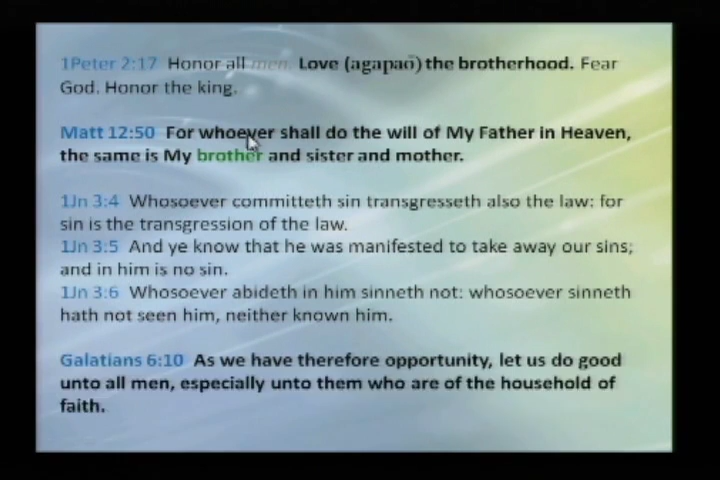 1Peter 2:17 Honor all men. Love (agapaō) the brotherhood. Fear
God. Honor the king.
Matt 12:50 For whoever shall do the will of My Father in Heaven,
the same is My brother and sister and mother.
1Jn 3:4 Whosoever committeth sin transgresseth also the law: for
sin is the transgression of the law.
1Jn 3:5 And ye know that he was manifested to take away our sins;
and in him is no sin.
1Jn 3:6 Whosoever abideth in him sinneth not: whosoever sinneth
hath not seen him, neither known him.
Galatians 6:10 As we have therefore opportunity, let us do good
unto all men, especially unto them who are of the household of
faith.